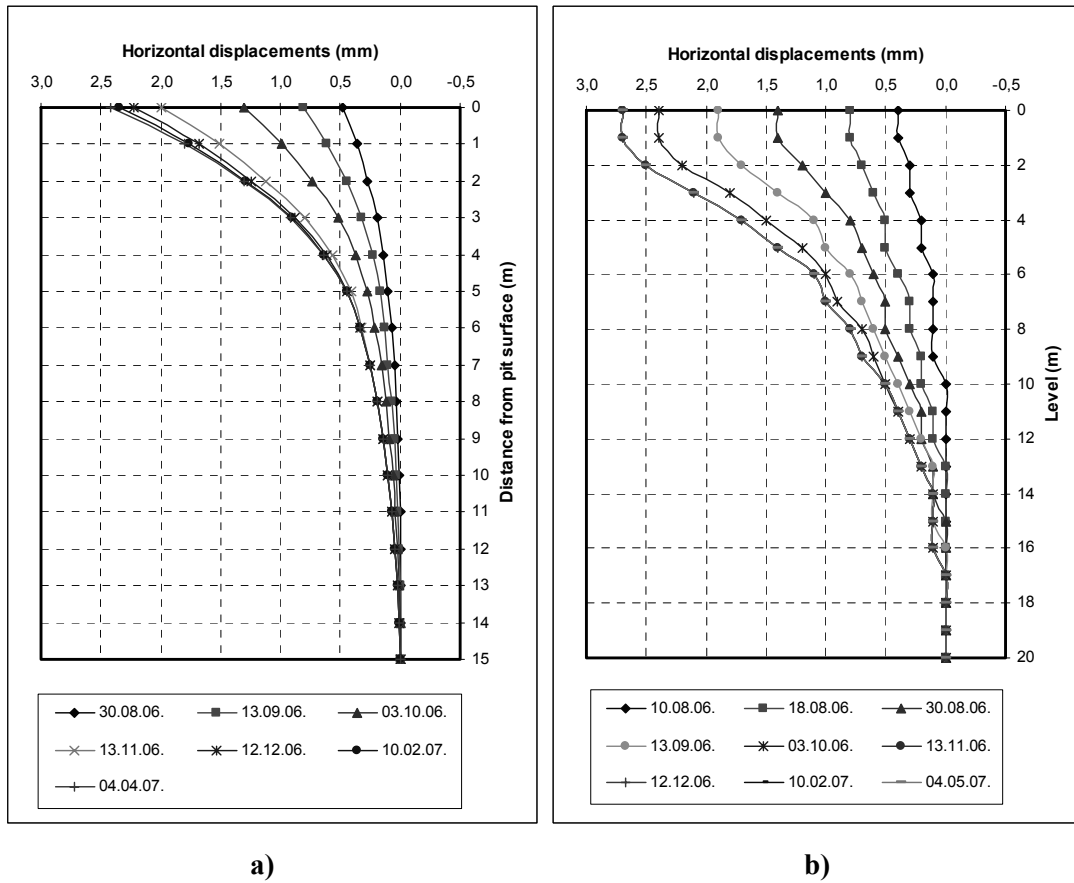 Horizontal displacements (mm)
3,0 2,5 2,0 1,5 1,0 0,5 0,0 -0,5
0
1
2
3
4
5
6
7
8
9
10
11
12
13
14
15
Distance from pit surface (m)
30.08.06. 13.09.06. 03.10.06.
13.11.06. 12.12.06. 10.02.07.
04.04.07.
a)
Horizontal displacements (mm)
3,0 2,5 2,0 1,5 1,0 0,5 0,0 -0,5
0
2
4
6
8
10
12
14
16
18
20
Level (m)
10.08.06. 18.08.06. 30.08.06.
13.09.06. 03.10.06. 13.11.06.
12.12.06. 10.02.07. 04.05.07.
b)